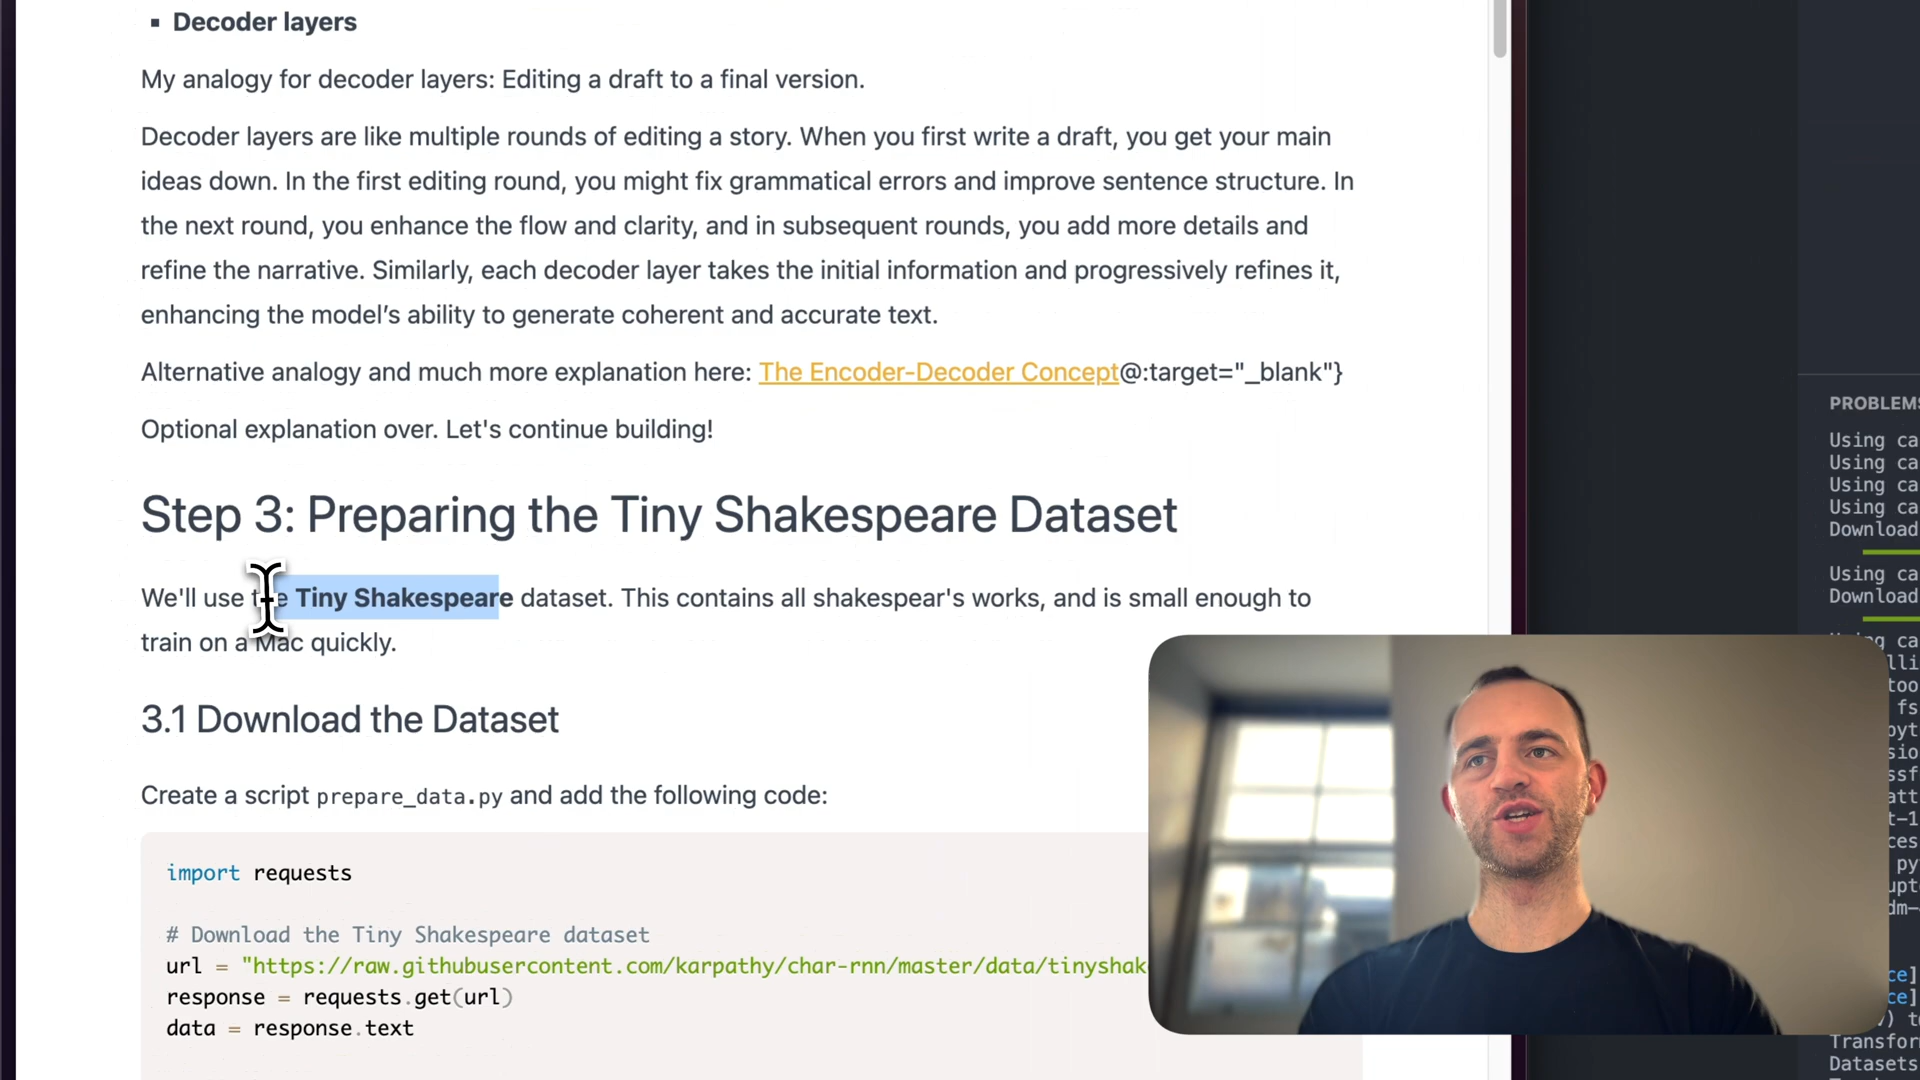 ▪ Decoder layers
My analogy for decoder layers: Editing a draft to a final version.
Decoder layers are like multiple rounds of editing a story. When you first write a draft, you get your main
ideas down. In the first editing round, you might fix grammatical errors and improve sentence structure. In
the next round, you enhance the flow and clarity, and in subsequent rounds, you add more details and
refine the narrative. Similarly, each decoder layer takes the initial information and progressively refines it,
enhancing the model’s ability to generate coherent and accurate text.
Alternative analogy and much more explanation here: The Encoder-Decoder Concept@:target="_blank"}
Optional explanation over. Let's continue building!
Step 3: Preparing the Tiny Shakespeare Dataset
We'll use the Tiny Shakespeare dataset. This contains all shakespear's works, and is small enough to
train on a Mac quickly.
3.1 Download the Dataset
Create a script prepare_data.py and add the following code:
import requests
# Download the Tiny Shakespeare dataset
url = "https://raw.githubusercontent.com/karpathy/char-rnn/master/data/tinyshak
response = requests.get(url)
data = response.text
PROBLEMS
Using ca
Using ca
Using ca
Using ca
Download
Using ca
Download
Transfor
Datasets